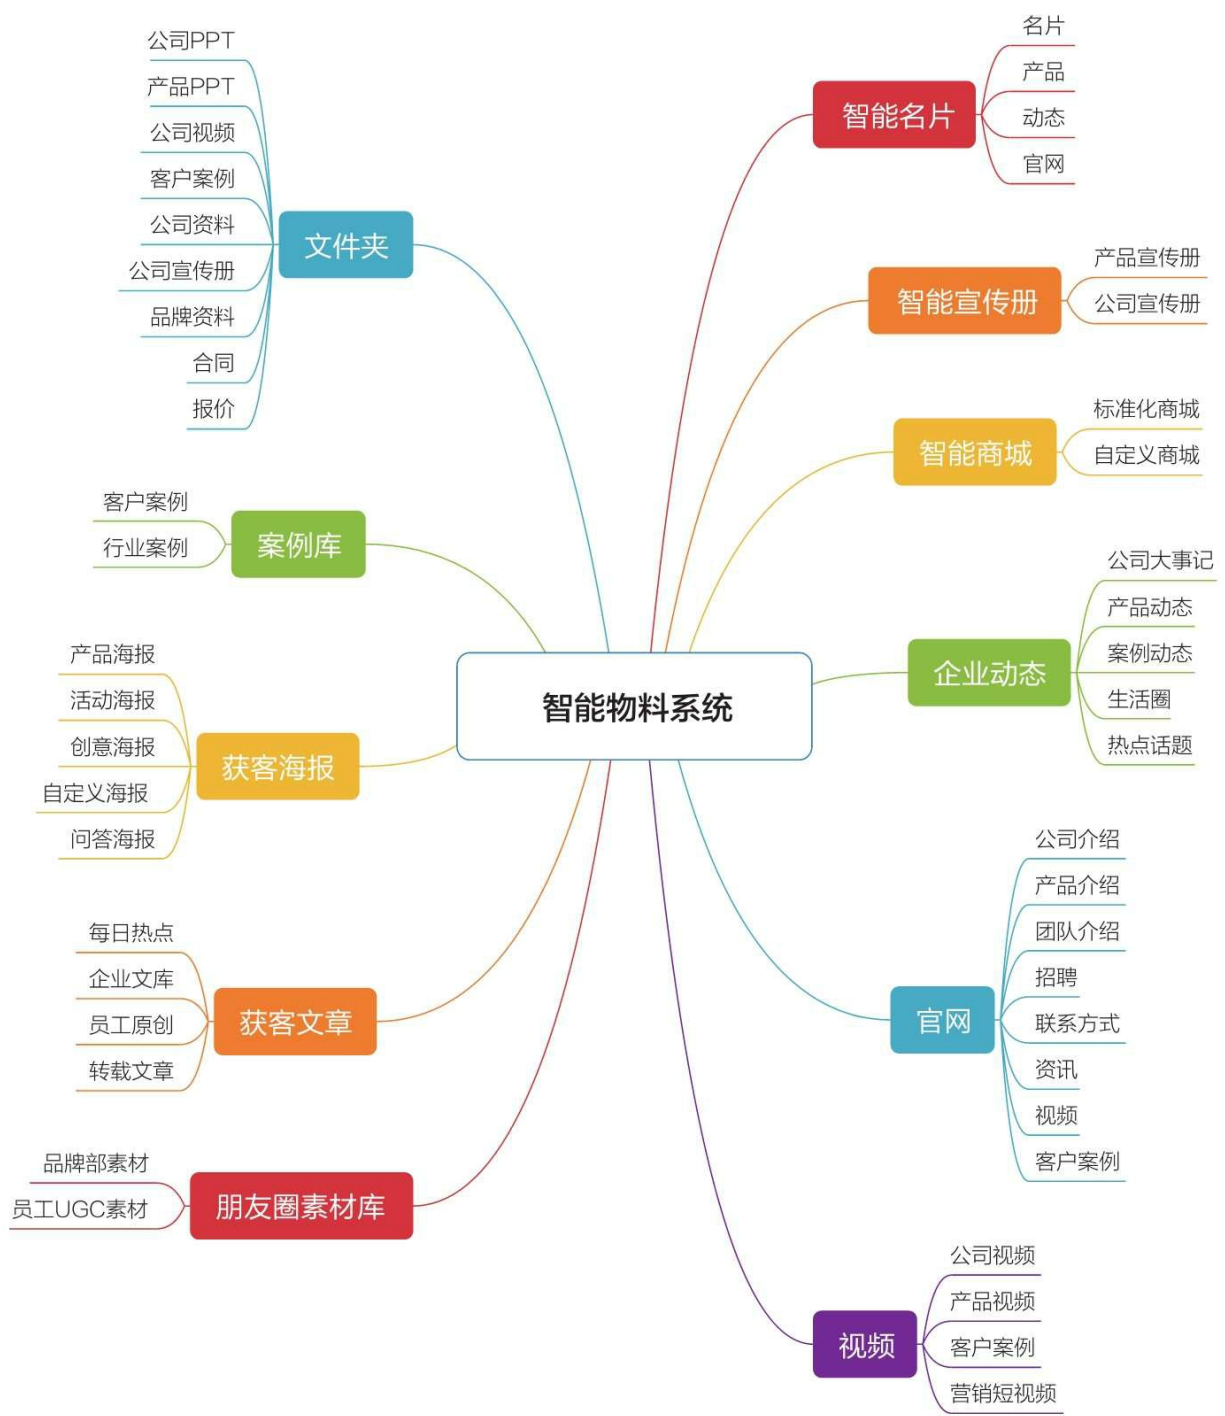 智能物料系统
智能名片
名片
产品
动态
官网
智能宣传册
产品宣传册
公司宣传册
智能商城
标准化商城
自定义商城
企业动态
公司大事记
产品动态
案例动态
生活圈
热点话题
官网
公司介绍
产品介绍
团队介绍
招聘
联系方式
资讯
视频
客户案例
视频
公司视频
产品视频
客户案例
营销短视频
文件夹
公司PPT
产品PPT
公司视频
客户案例
公司资料
公司宣传册
品牌资料
合同
报价
案例库
客户案例
行业案例
获客海报
产品海报
活动海报
创意海报
自定义海报
问答海报
获客文章
每日热点
企业文库
员工原创
转载文章
朋友圈素材库
品牌部素材
员工UGC素材